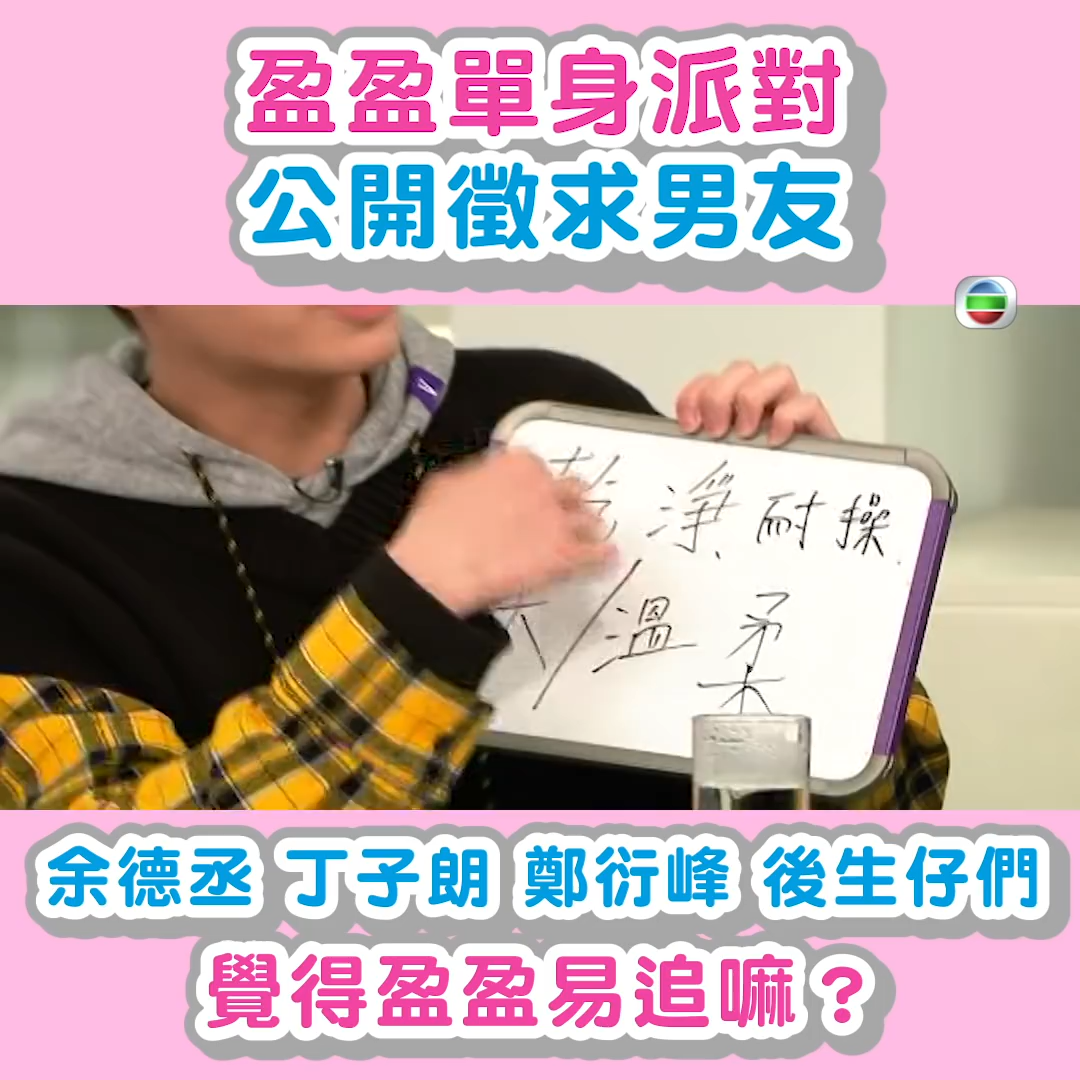 盈盈單身派對
公開徵求男友
乾淨耐操
/溫柔
余德丞 丁子朗 鄭衍峰 後生仔們
覺得盈盈易追嘛？